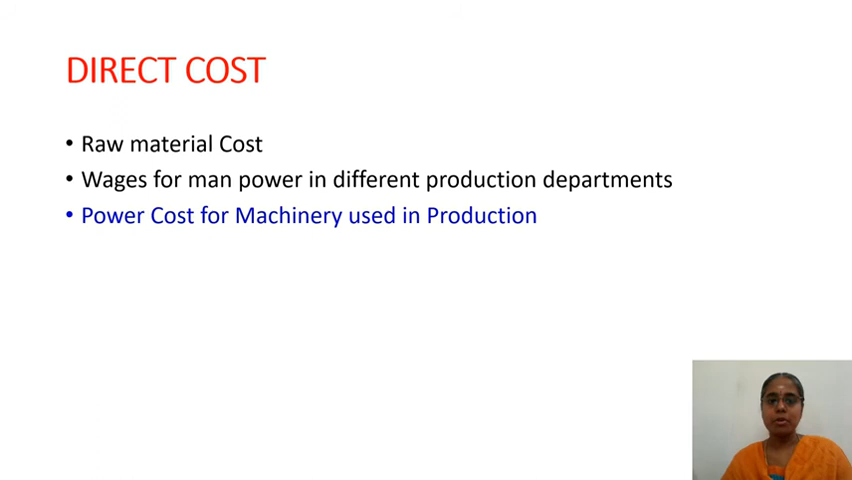 DIRECT COST
• Raw material Cost
• Wages for man power in different production departments
• Power Cost for Machinery used in Production